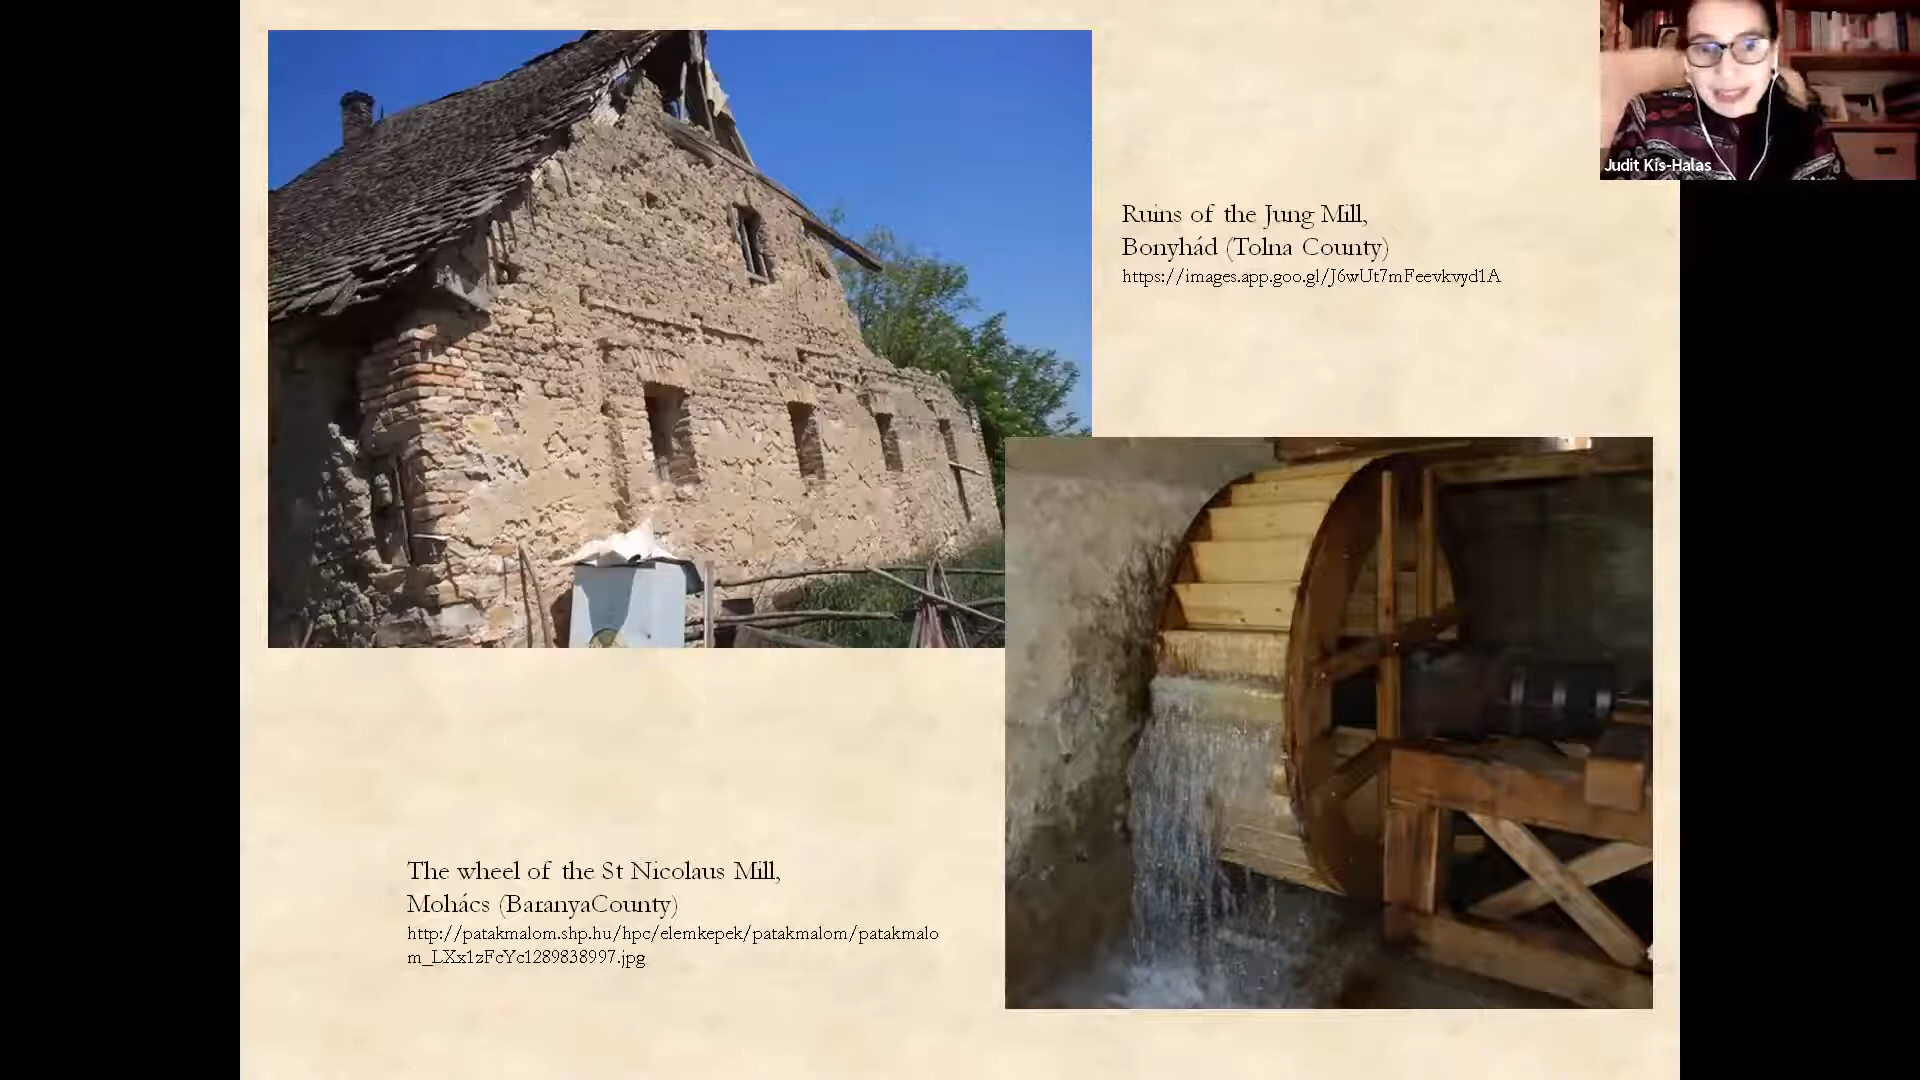 Judit Kis-Halas
Ruins of the Jung Mill,
Bonyhád (Tolna County)
https://images.app.goo.gl/J6wUt7mFeevkvyd1A
The wheel of the St Nicolaus Mill,
Mohács (BaranyaCounty)
http://patakmalom.shp.hu/hpc/elemkepek/patakmalom/patakmalo
m_LXx1zFcYc1289838997.jpg